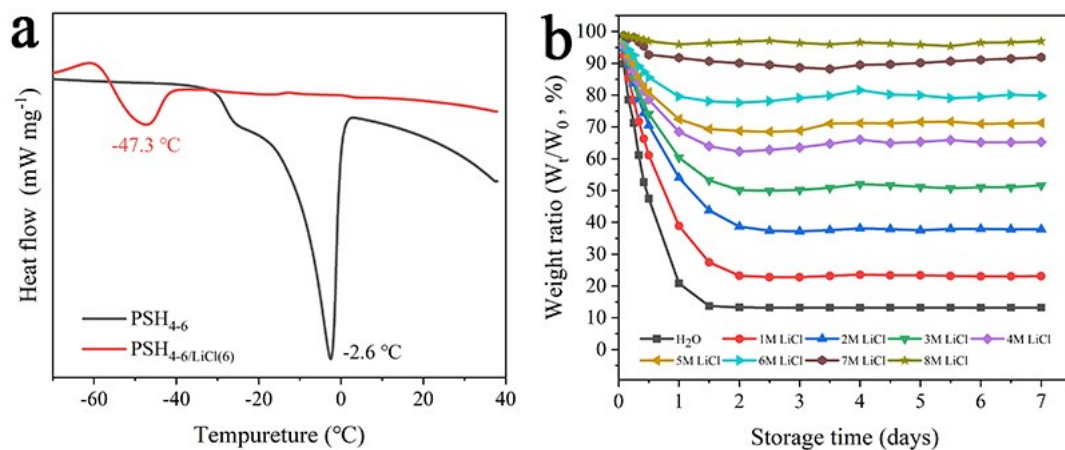 a
Heat flow (mW mg⁻¹)
-47.3 ℃
-2.6 ℃
PSH₄₋₆
PSH₄₋₆/LiCl(6)
-60 -40 -20 0 20 40
Tempureture (℃)
b
Weight ratio (Wₜ/W₀ , %)
100
90
80
70
60
50
40
30
20
10
0
H₂O 1M LiCl 2M LiCl 3M LiCl 4M LiCl
5M LiCl 6M LiCl 7M LiCl 8M LiCl
0 1 2 3 4 5 6 7
Storage time (days)